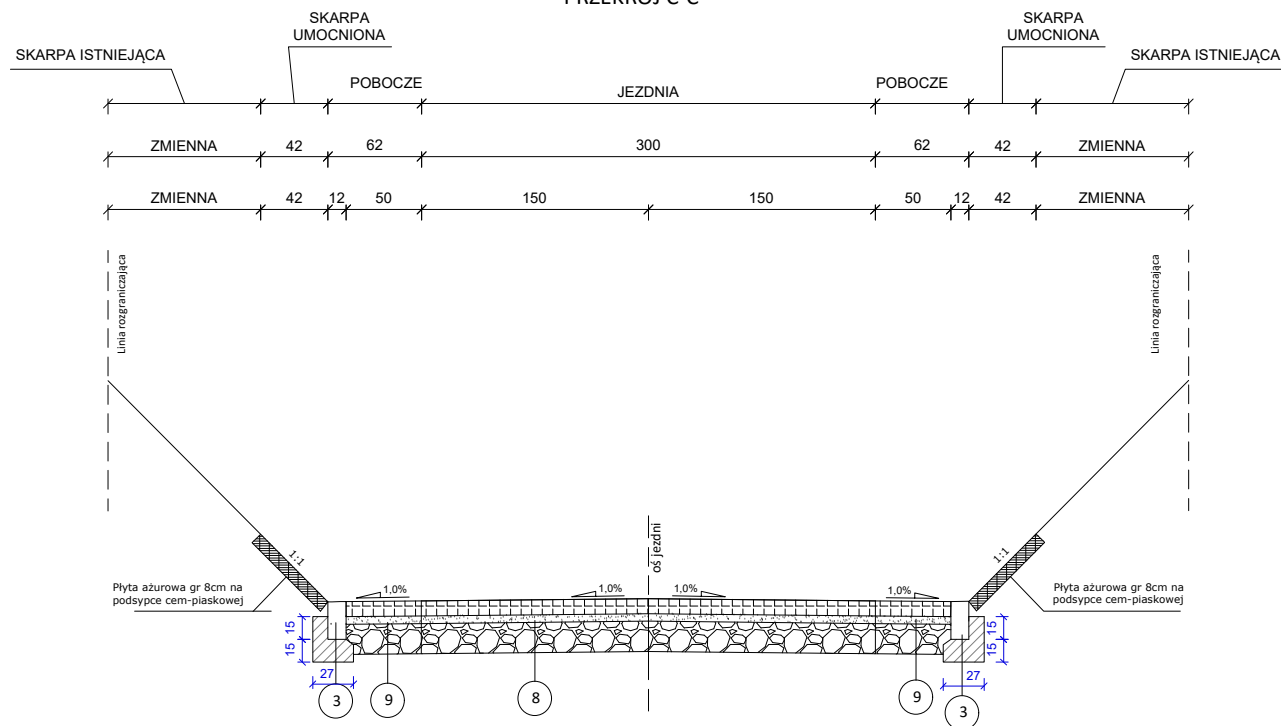 PRZEKRÓJ C-C
SKARPA
UMOCNIONA
SKARPA
UMOCNIONA
SKARPA ISTNIEJĄCA
SKARPA ISTNIEJĄCA
POBOCZE
JEZDNIA
POBOCZE
ZMIENNA
42
62
300
62
42
ZMIENNA
ZMIENNA
42
12
50
150
150
50
12
42
ZMIENNA
Linia rozgraniczająca
Linia rozgraniczająca
oś jezdni
1:1
1:1
Płyta ażurowa gr 8cm na
podsypce cem-piaskowej
Płyta ażurowa gr 8cm na
podsypce cem-piaskowej
1,0%
1,0%
1,0%
1,0%
15
15
15
15
27
27
3
9
8
9
3